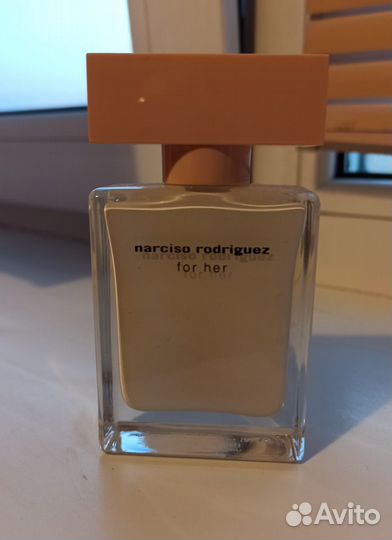 narciso rodriguez
for her
Avito